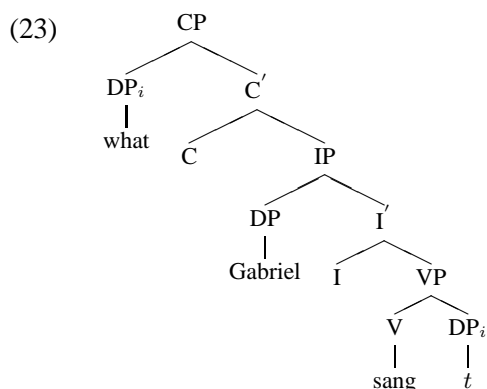 (23)
CP
DPi C′
what C IP
DP I′
Gabriel I VP
V DPi
sang t